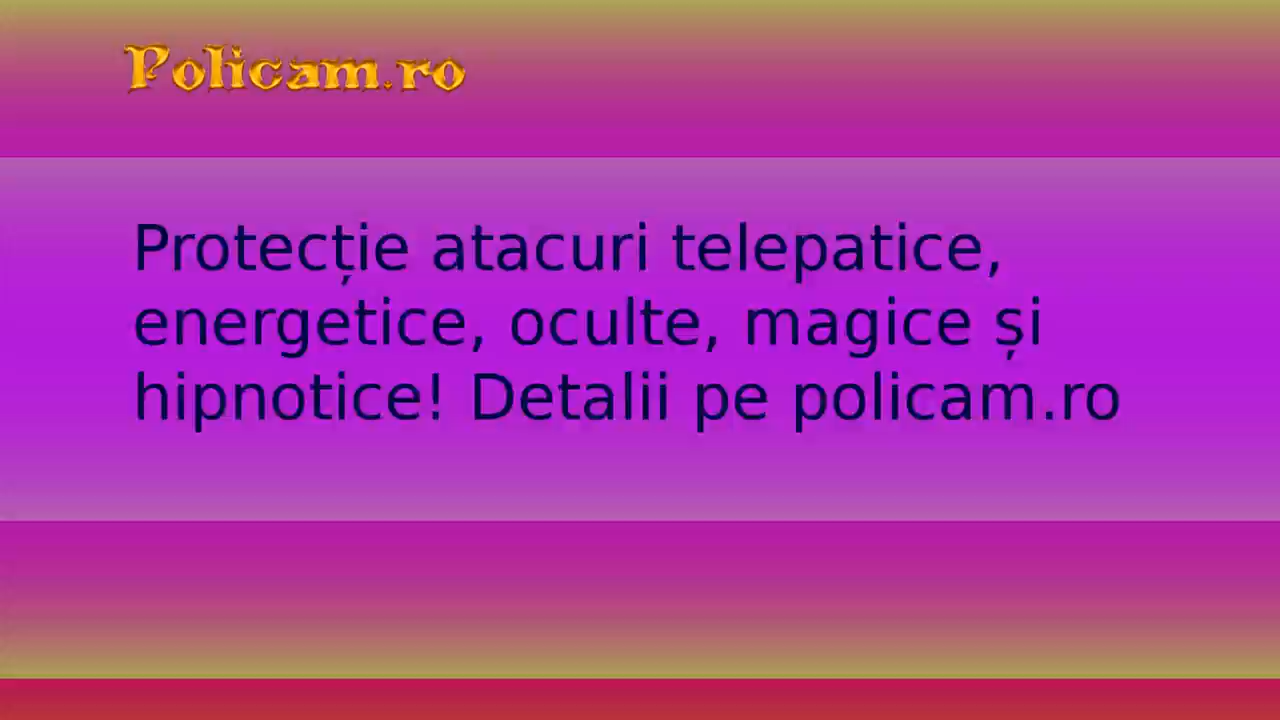 Policam.ro
Protecție atacuri telepatice,
energetice, oculte, magice și
hipnotice! Detalii pe policam.ro